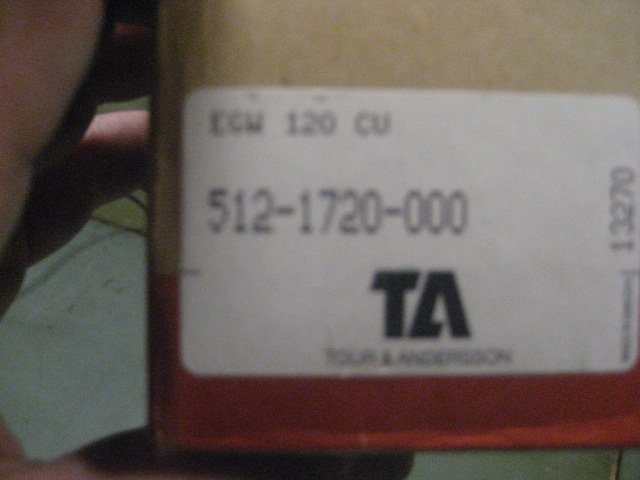 EGW 120 CU
512-1720-000
TA
TOUR & ANDERSSON
13270